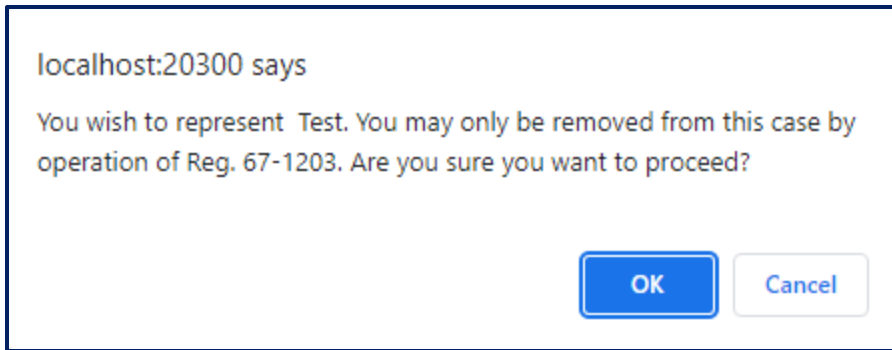 localhost:20300 says
You wish to represent  Test. You may only be removed from this case by
operation of Reg. 67-1203. Are you sure you want to proceed?
OK
Cancel